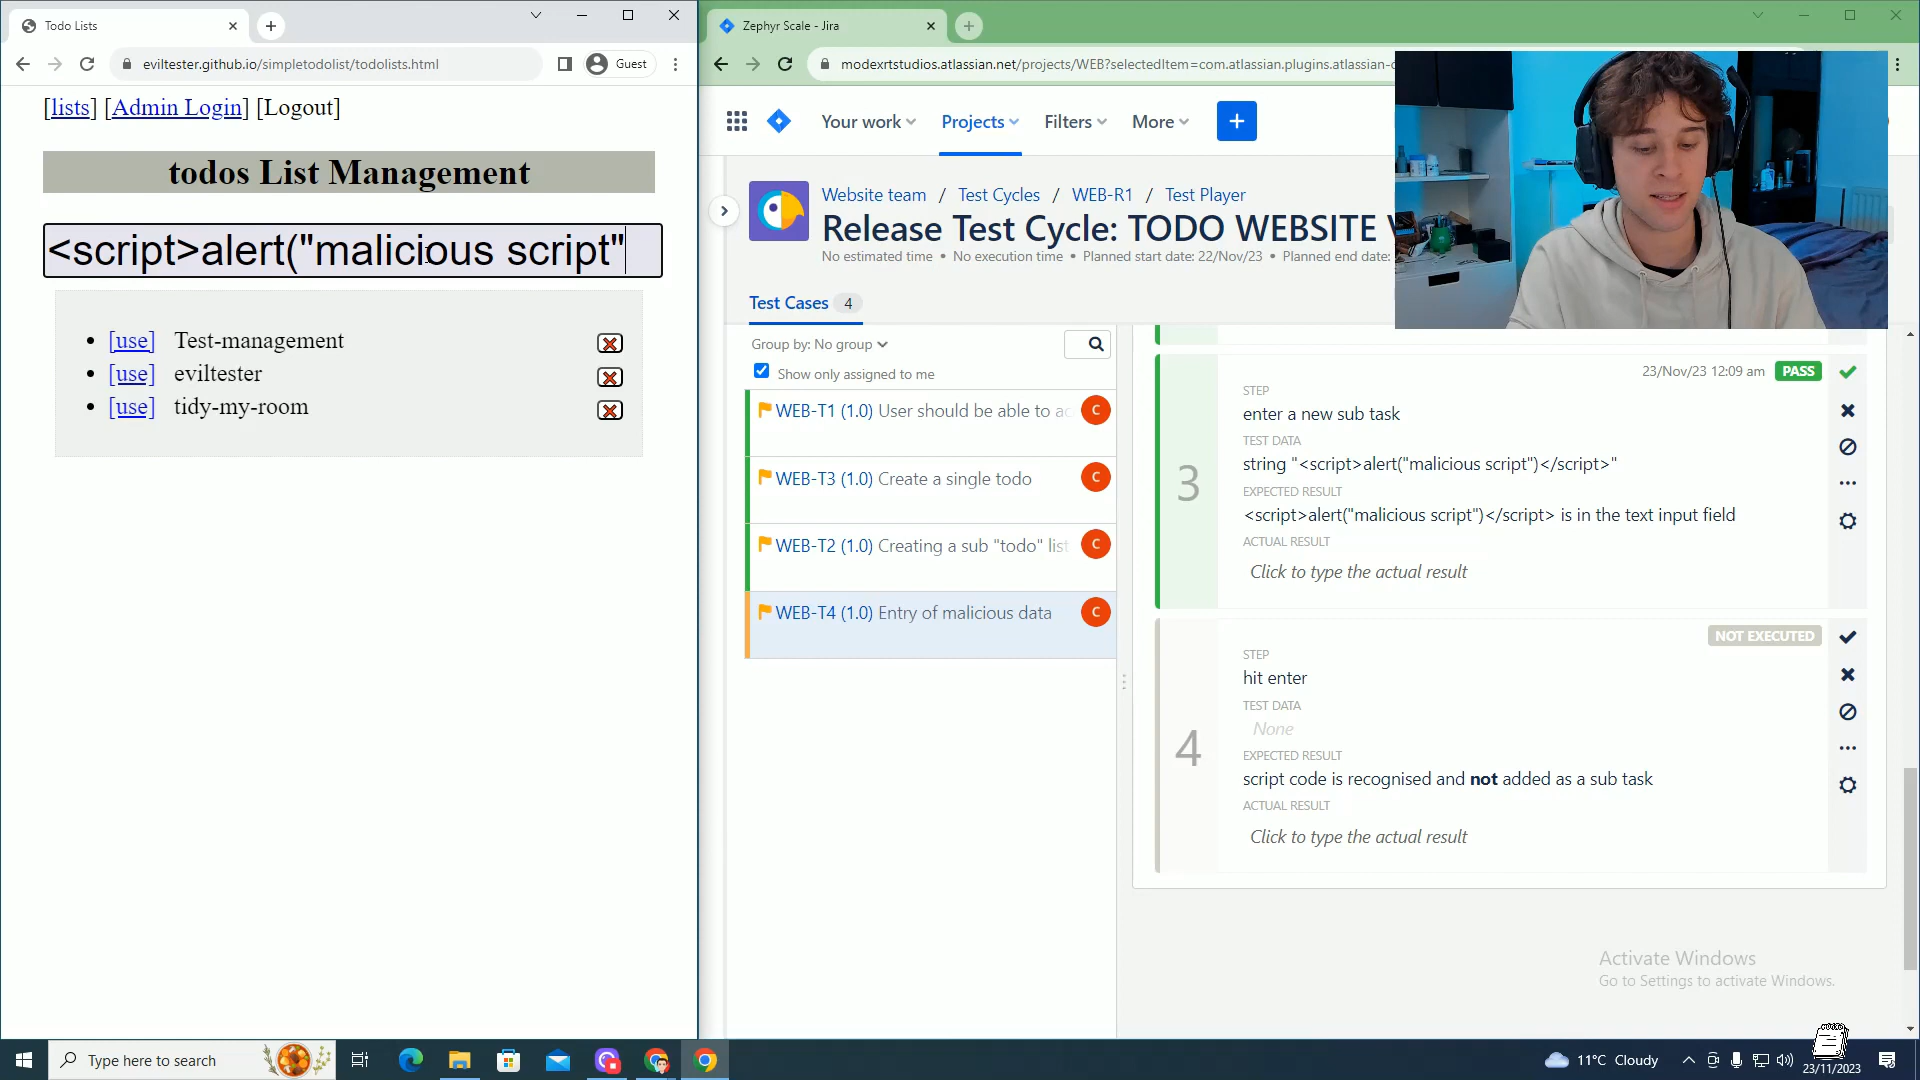 Todo Lists
eviltester.github.io/simpletodolist/todolists.html
Guest
[lists] [Admin Login] [Logout]
todos List Management
<script>alert("malicious script"
[use] Test-management
[use] eviltester
[use] tidy-my-room
Zephyr Scale - Jira
modexrtstudios.atlassian.net/projects/WEB?selectedItem=com.atlassian.plugins.atlassian-c
Your work
Projects
Filters
More
Website team / Test Cycles / WEB-R1 / Test Player
Release Test Cycle: TODO WEBSITE
No estimated time • No execution time • Planned start date: 22/Nov/23 • Planned end date:
Test Cases 4
Group by: No group
Show only assigned to me
WEB-T1 (1.0) User should be able to ac
C
WEB-T3 (1.0) Create a single todo
C
WEB-T2 (1.0) Creating a sub "todo" list
C
WEB-T4 (1.0) Entry of malicious data
C
3
23/Nov/23 12:09 am PASS
STEP
enter a new sub task
TEST DATA
string "<script>alert("malicious script")</script>"
EXPECTED RESULT
<script>alert("malicious script")</script> is in the text input field
ACTUAL RESULT
Click to type the actual result
4
NOT EXECUTED
STEP
hit enter
TEST DATA
None
EXPECTED RESULT
script code is recognised and not added as a sub task
ACTUAL RESULT
Click to type the actual result
Activate Windows
Go to Settings to activate Windows.
Type here to search
11°C Cloudy
23/11/2023